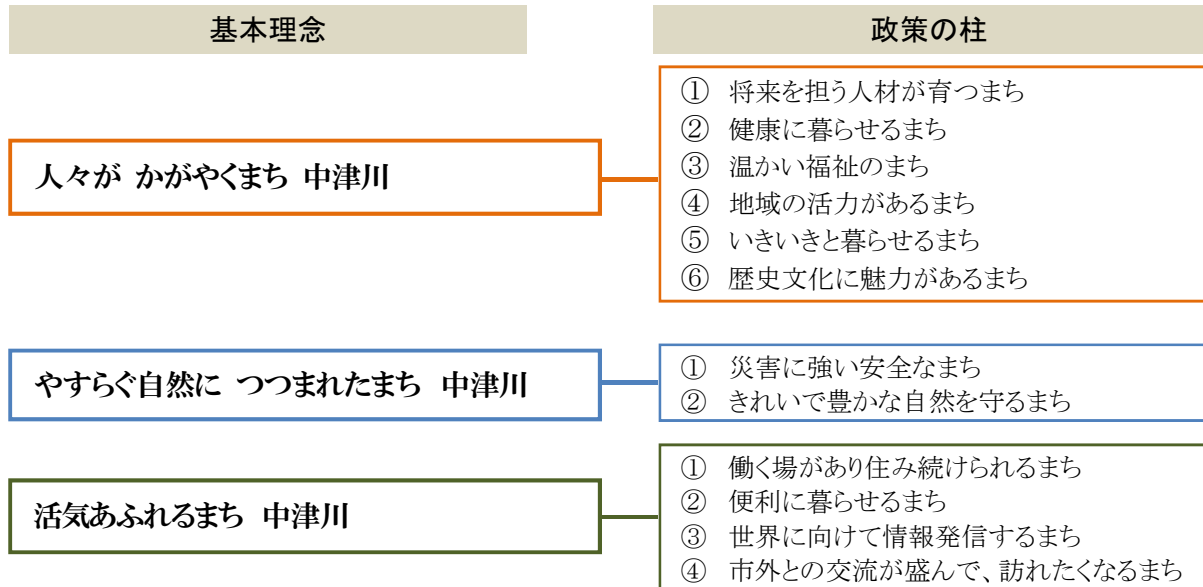 基本理念
政策の柱
人々が かがやくまち 中津川
① 将来を担う人材が育つまち
② 健康に暮らせるまち
③ 温かい福祉のまち
④ 地域の活力があるまち
⑤ いきいきと暮らせるまち
⑥ 歴史文化に魅力があるまち
やすらぐ自然に つつまれたまち 中津川
① 災害に強い安全なまち
② きれいで豊かな自然を守るまち
活気あふれるまち 中津川
① 働く場があり住み続けられるまち
② 便利に暮らせるまち
③ 世界に向けて情報発信するまち
④ 市外との交流が盛んで、訪れたくなるまち